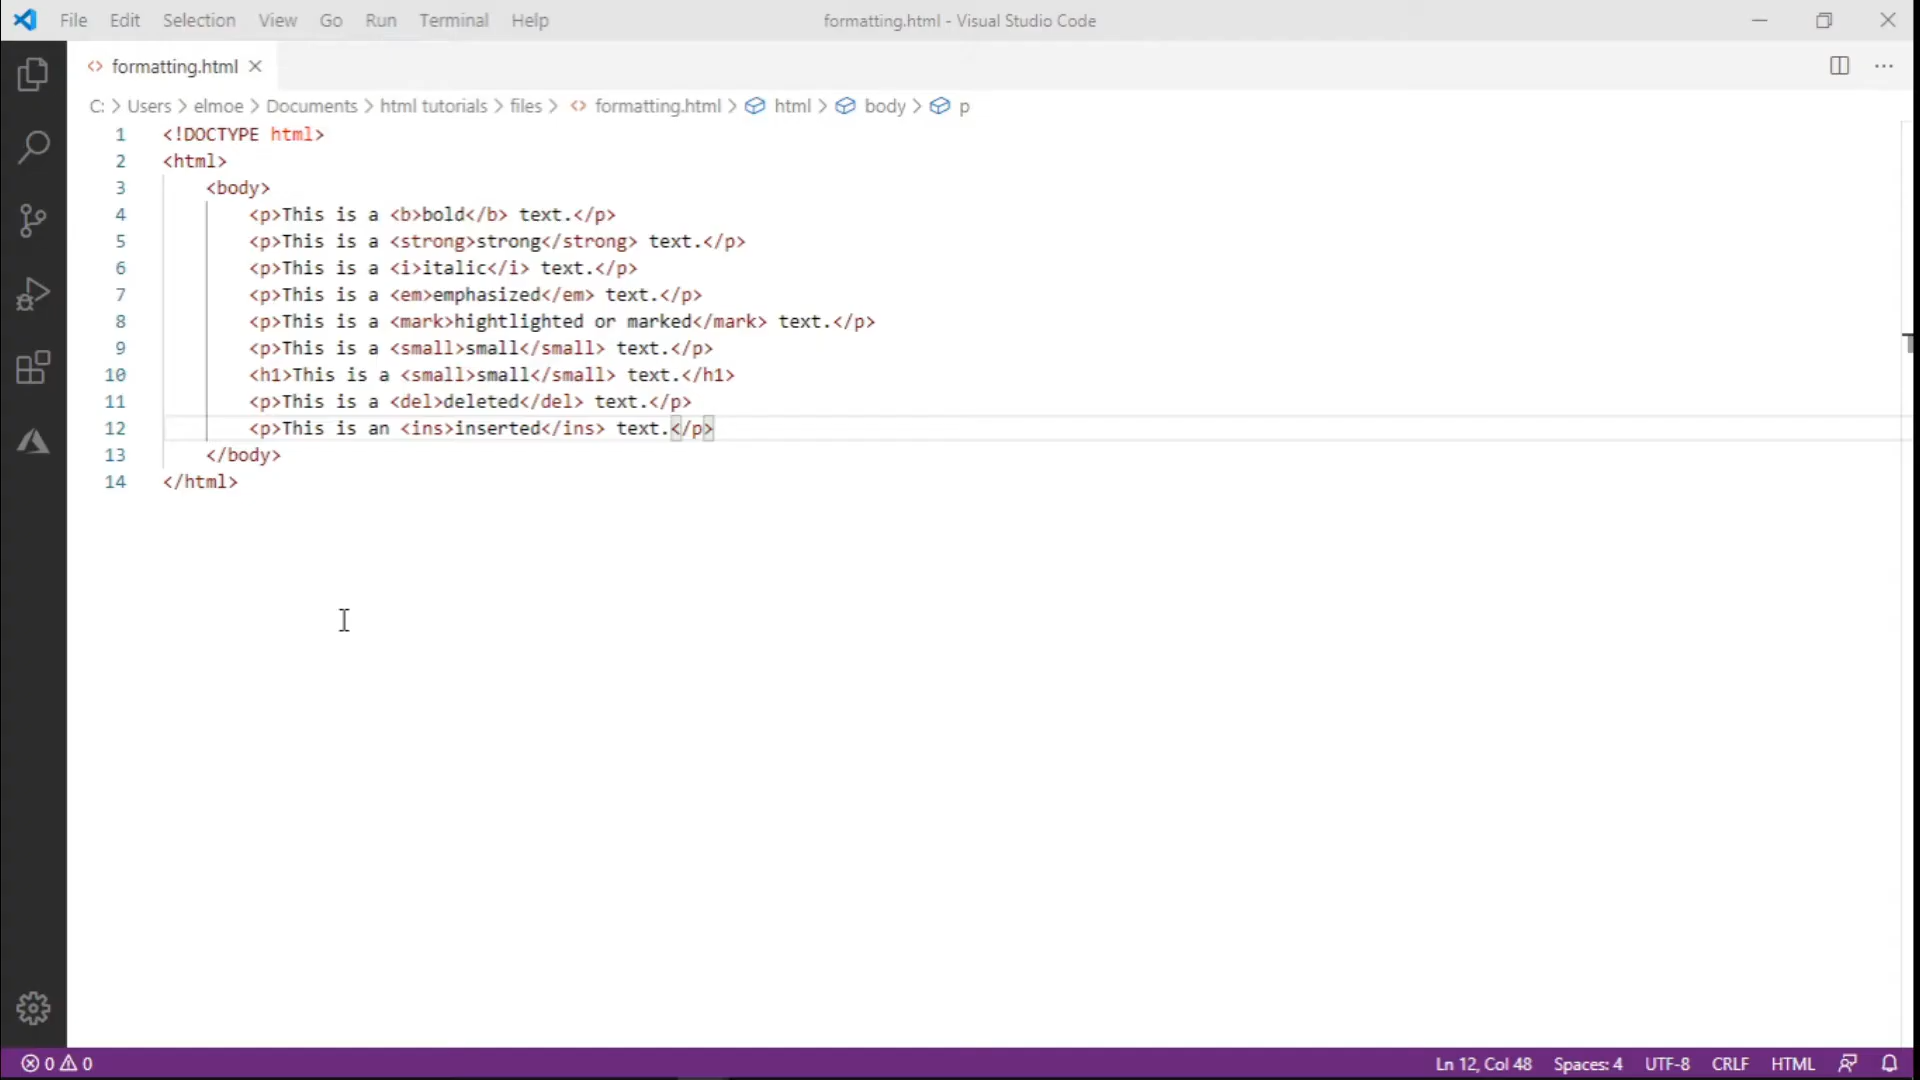 File Edit Selection View Go Run Terminal Help formatting.html - Visual Studio Code
formatting.html
C: > Users > elmoe > Documents > html tutorials > files > formatting.html > html > body > p
1 <!DOCTYPE html>
2 <html>
3 <body>
4 <p>This is a <b>bold</b> text.</p>
5 <p>This is a <strong>strong</strong> text.</p>
6 <p>This is a <i>italic</i> text.</p>
7 <p>This is a <em>emphasized</em> text.</p>
8 <p>This is a <mark>hightlighted or marked</mark> text.</p>
9 <p>This is a <small>small</small> text.</p>
10 <h1>This is a <small>small</small> text.</h1>
11 <p>This is a <del>deleted</del> text.</p>
12 <p>This is an <ins>inserted</ins> text.</p>
13 </body>
14 </html>
0 0 Ln 12, Col 48 Spaces: 4 UTF-8 CRLF HTML